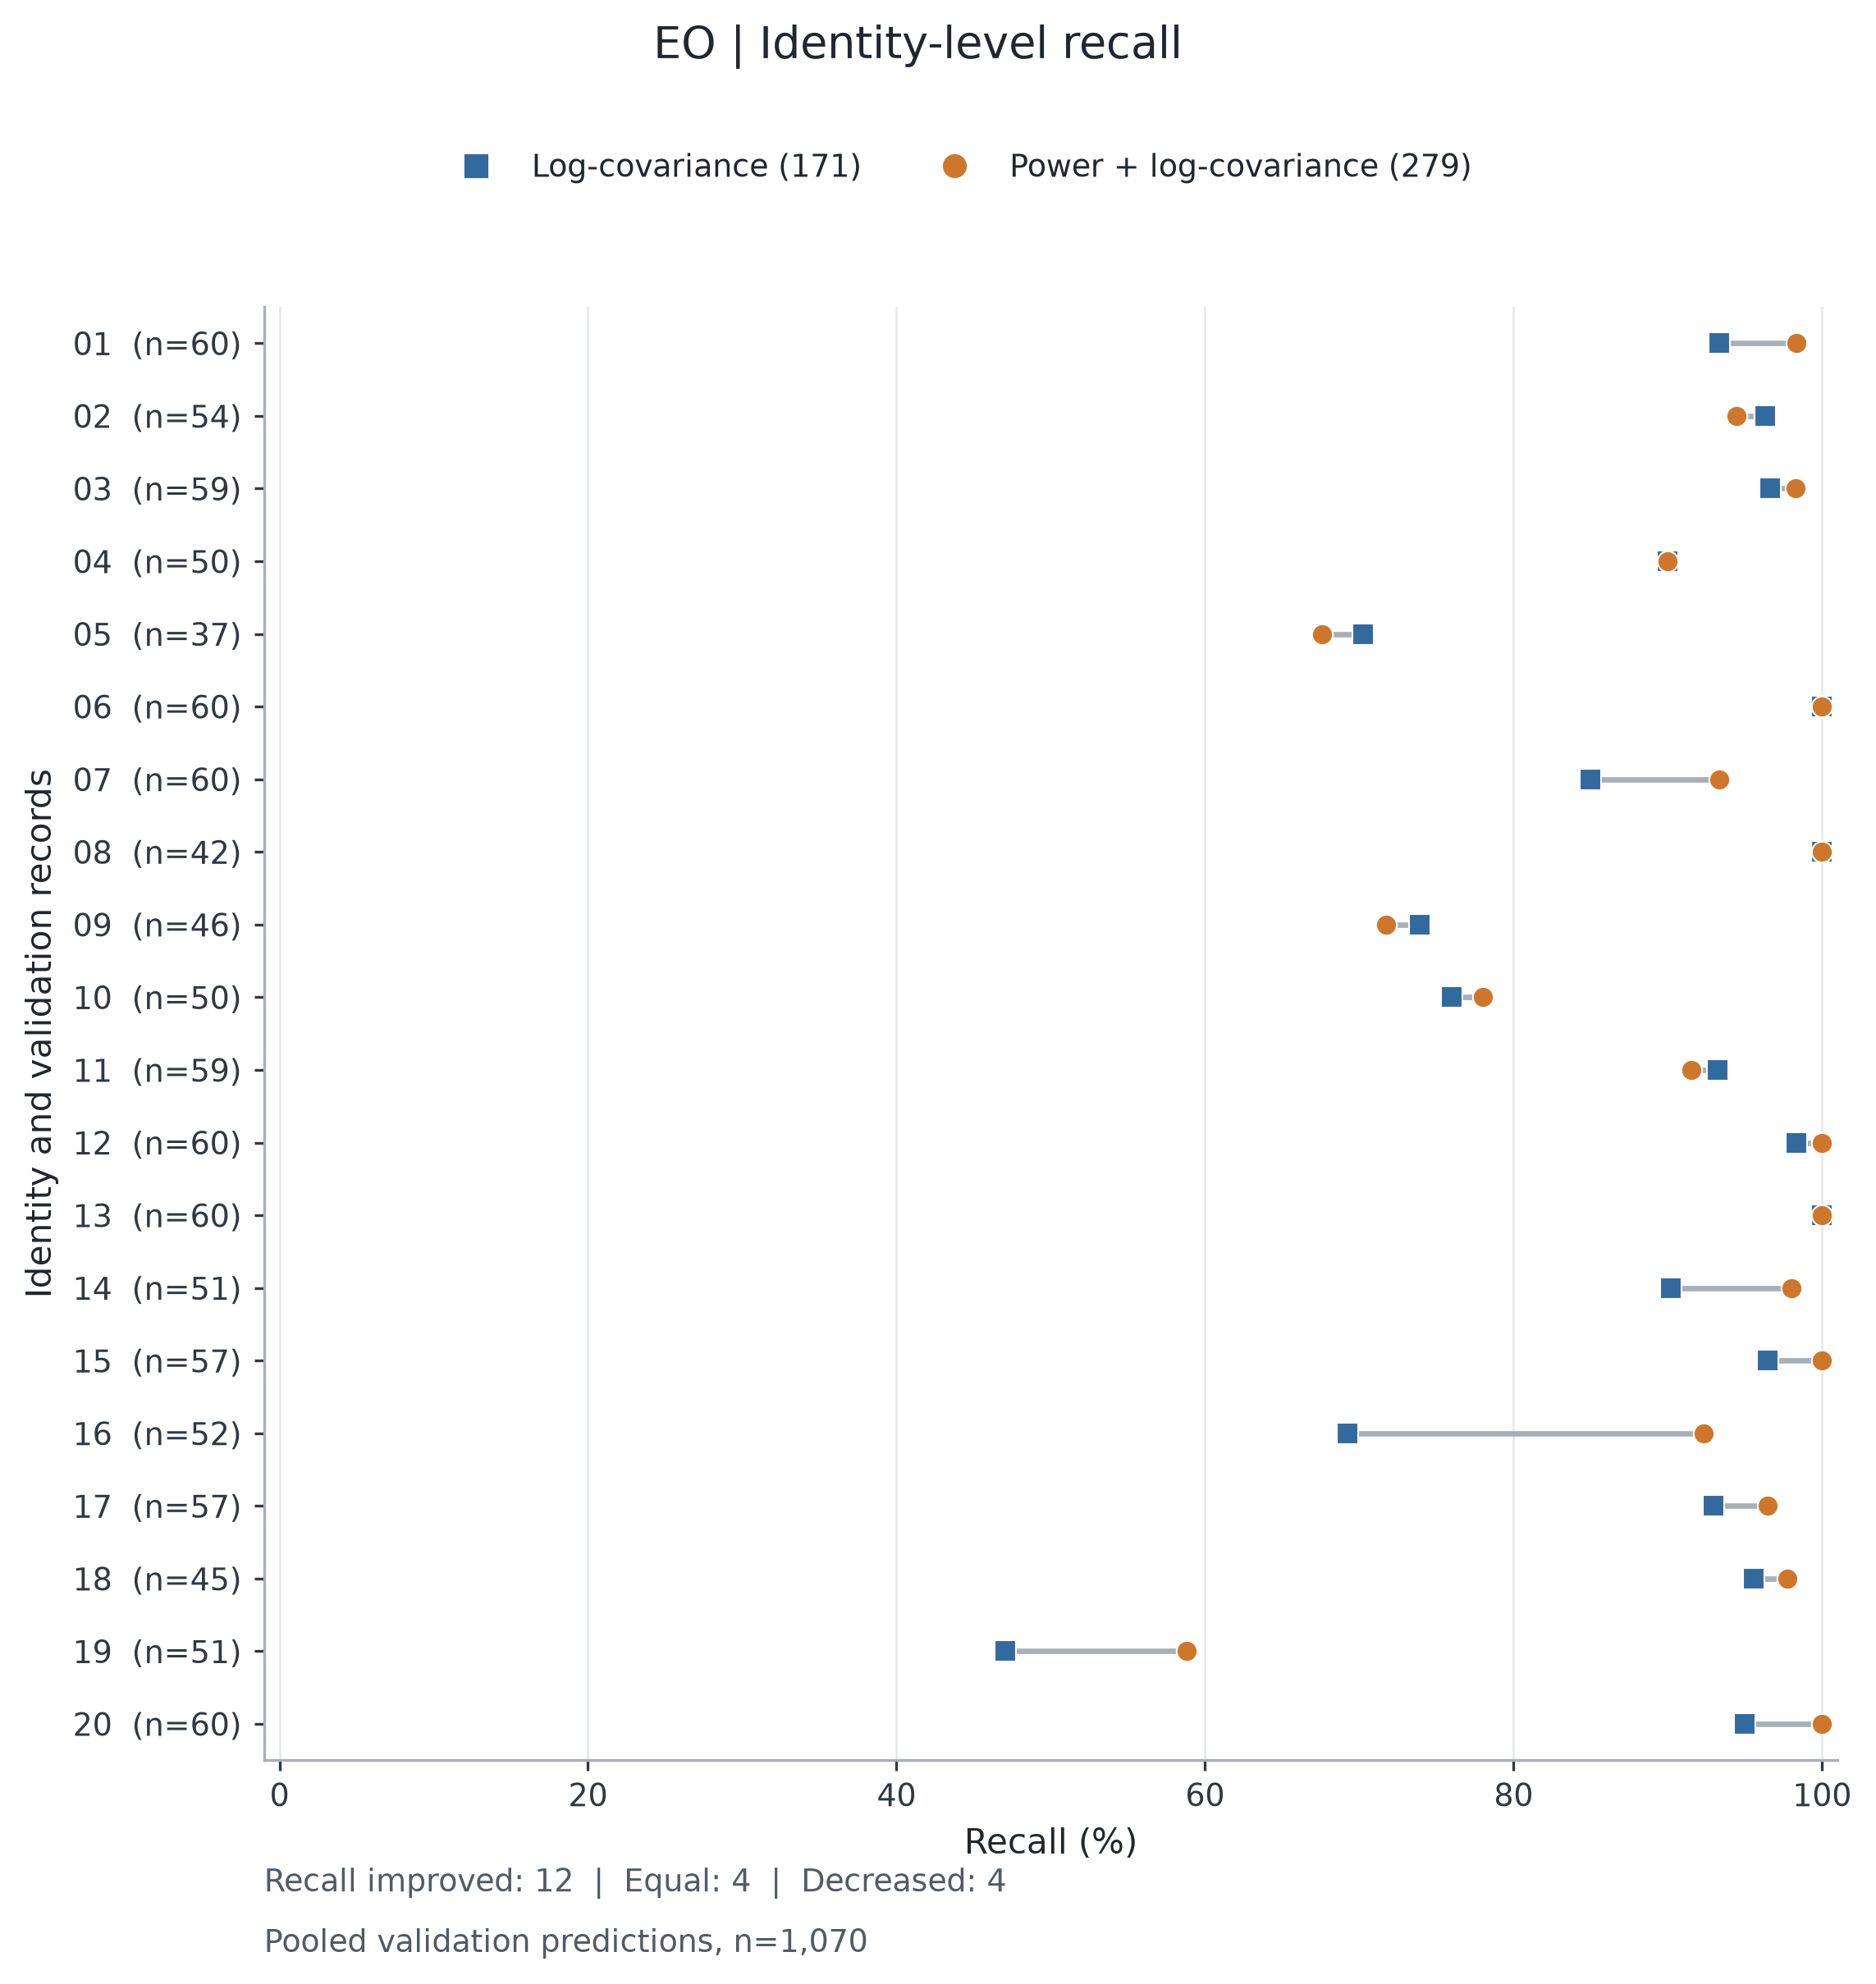 EO | Identity-level recall
Log-covariance (171)
Power + log-covariance (279)
Identity and validation records
01 (n=60)
02 (n=54)
03 (n=59)
04 (n=50)
05 (n=37)
06 (n=60)
07 (n=60)
08 (n=42)
09 (n=46)
10 (n=50)
11 (n=59)
12 (n=60)
13 (n=60)
14 (n=51)
15 (n=57)
16 (n=52)
17 (n=57)
18 (n=45)
19 (n=51)
20 (n=60)
0 20 40 60 80 100
Recall (%)
Recall improved: 12 | Equal: 4 | Decreased: 4
Pooled validation predictions, n=1,070